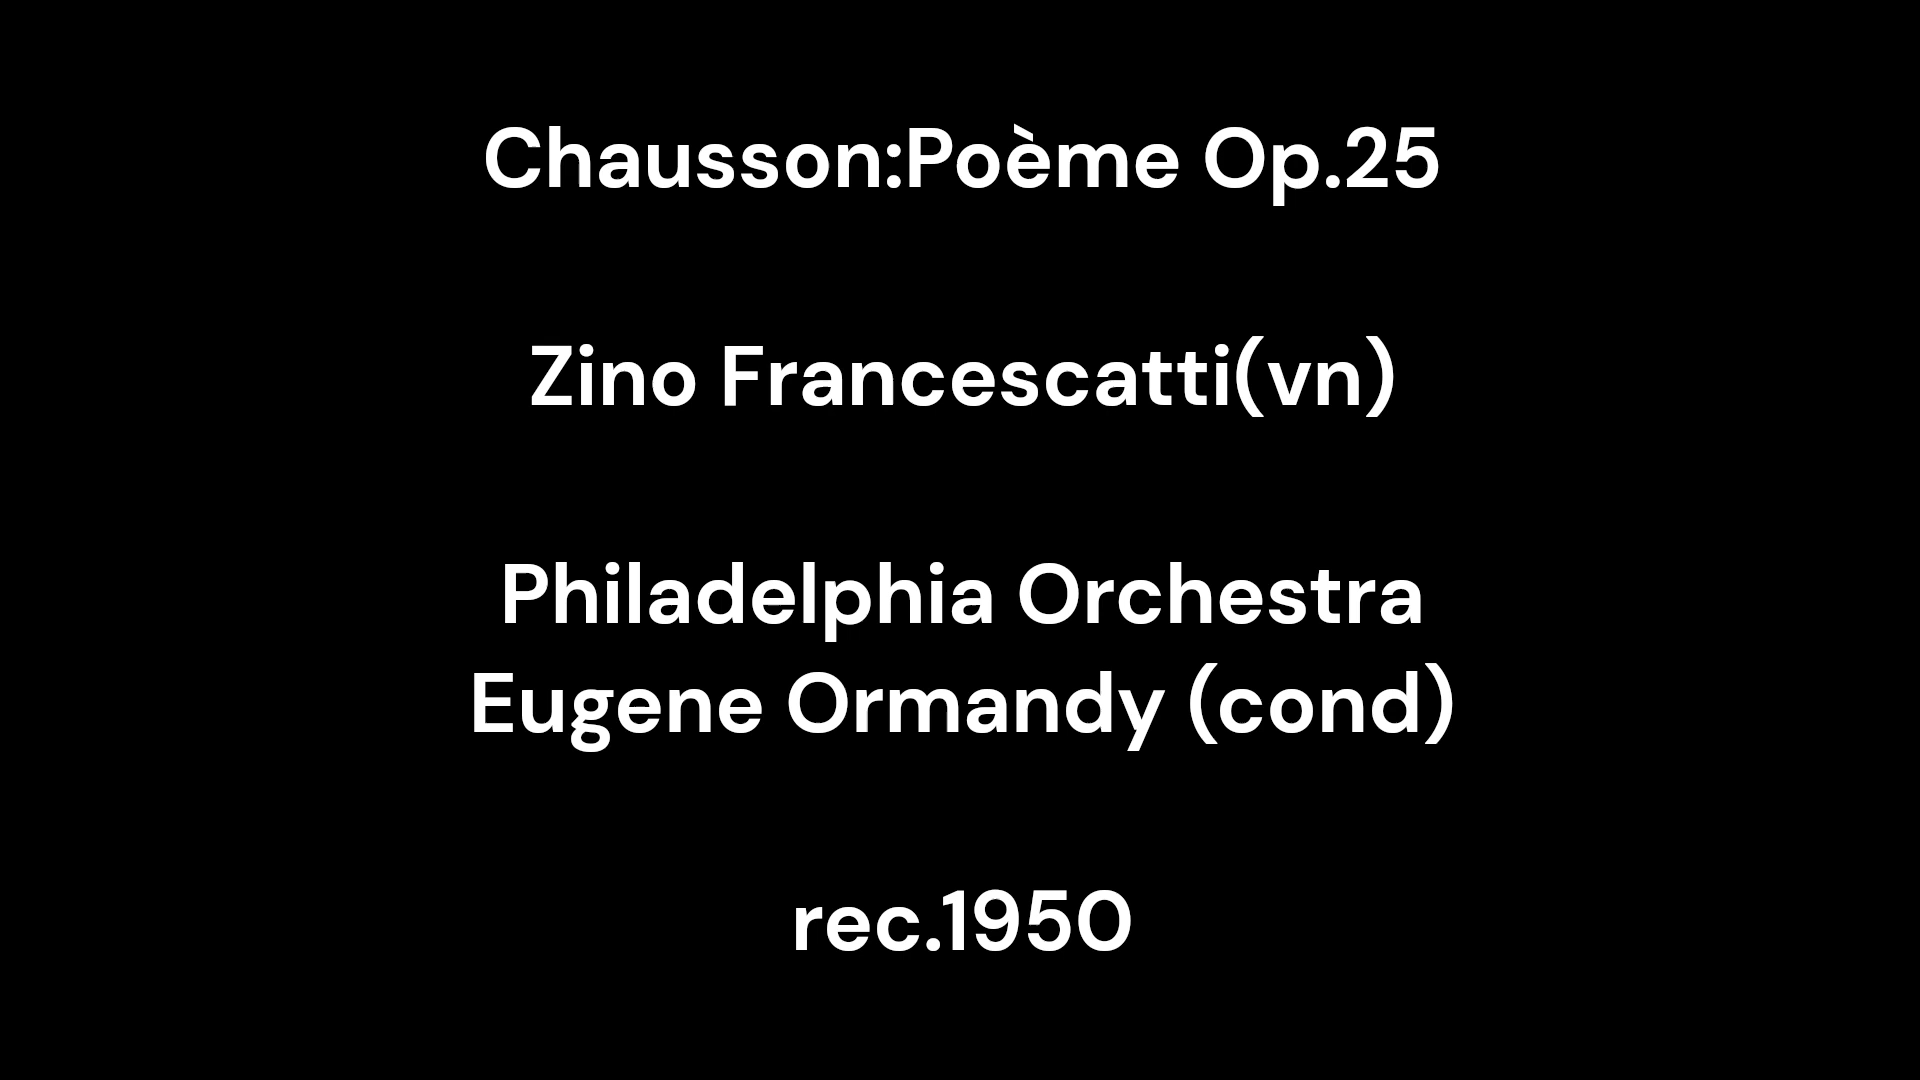 Chausson:Poème Op.25
Zino Francescatti(vn)
Philadelphia Orchestra
Eugene Ormandy (cond)
rec.1950